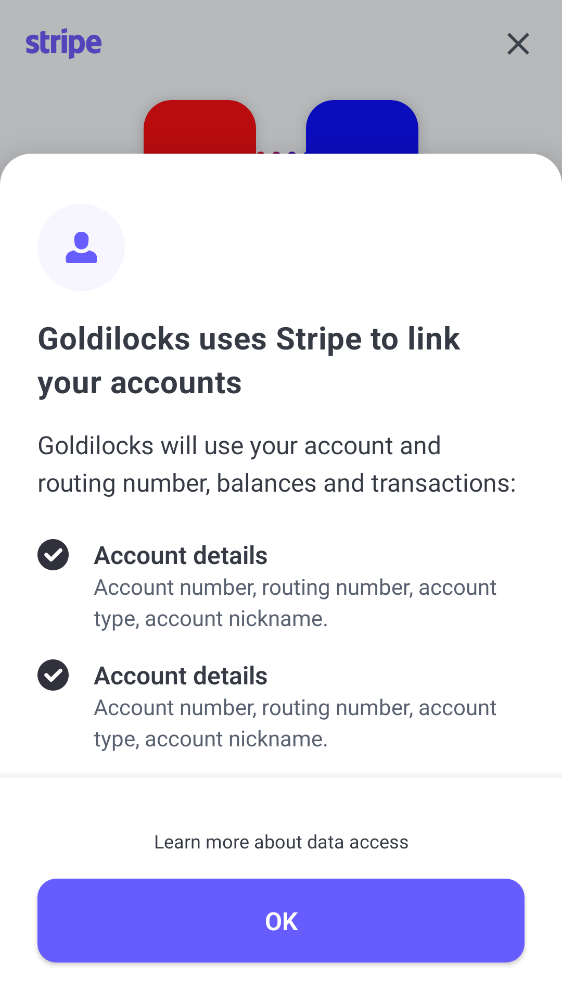 stripe
Goldilocks uses Stripe to link
your accounts
Goldilocks will use your account and
routing number, balances and transactions:
Account details
Account number, routing number, account
type, account nickname.
Account details
Account number, routing number, account
type, account nickname.
Learn more about data access
OK